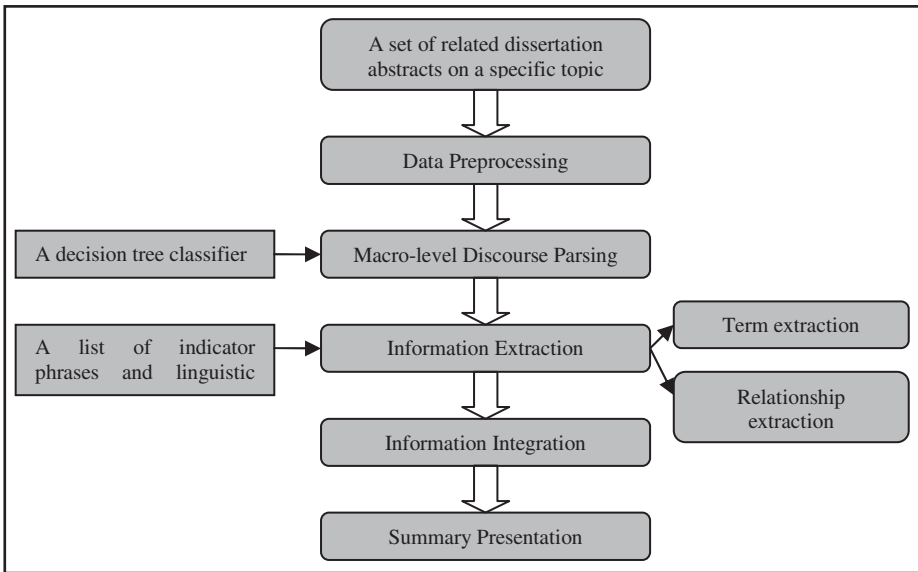 A set of related dissertation
abstracts on a specific topic
Data Preprocessing
A decision tree classifier
Macro-level Discourse Parsing
A list of indicator
phrases and linguistic
Information Extraction
Term extraction
Relationship
extraction
Information Integration
Summary Presentation